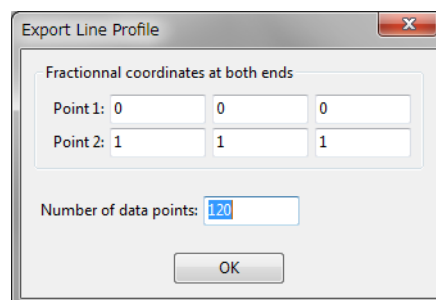 Export Line Profile
Fractionnal coordinates at both ends
Point 1: 0 0 0
Point 2: 1 1 1
Number of data points: 120
OK